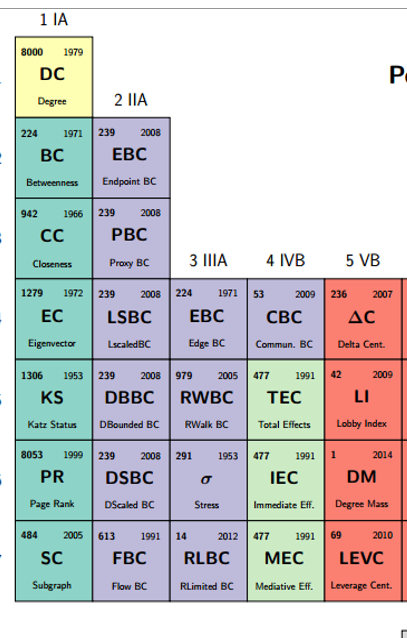 1 IA
8000 1979
DC
Degree
2 IIA
P
224 1971 239 2008
BC EBC
Betweenness Endpoint BC
942 1966 239 2008
CC PBC
Closeness Proxy BC
3 IIIA 4 IVB 5 VB
1279 1972 239 2008 224 1971 53 2009 236 2007
EC LSBC EBC CBC ΔC
Eigenvector LscaledBC Edge BC Commun. BC Delta Cent.
1306 1953 239 2008 979 2005 477 1991 42 2009
KS DBBC RWBC TEC LI
Katz Status DBounded BC RWalk BC Total Effects Lobby Index
8053 1999 239 2008 291 1953 477 1991 1 2014
PR DSBC σ IEC DM
Page Rank DScaled BC Stress Immediate Eff. Degree Mass
484 2005 613 1991 14 2012 477 1991 69 2010
SC FBC RLBC MEC LEVC
Subgraph Flow BC RLimited BC Mediative Eff. Leverage Cent.